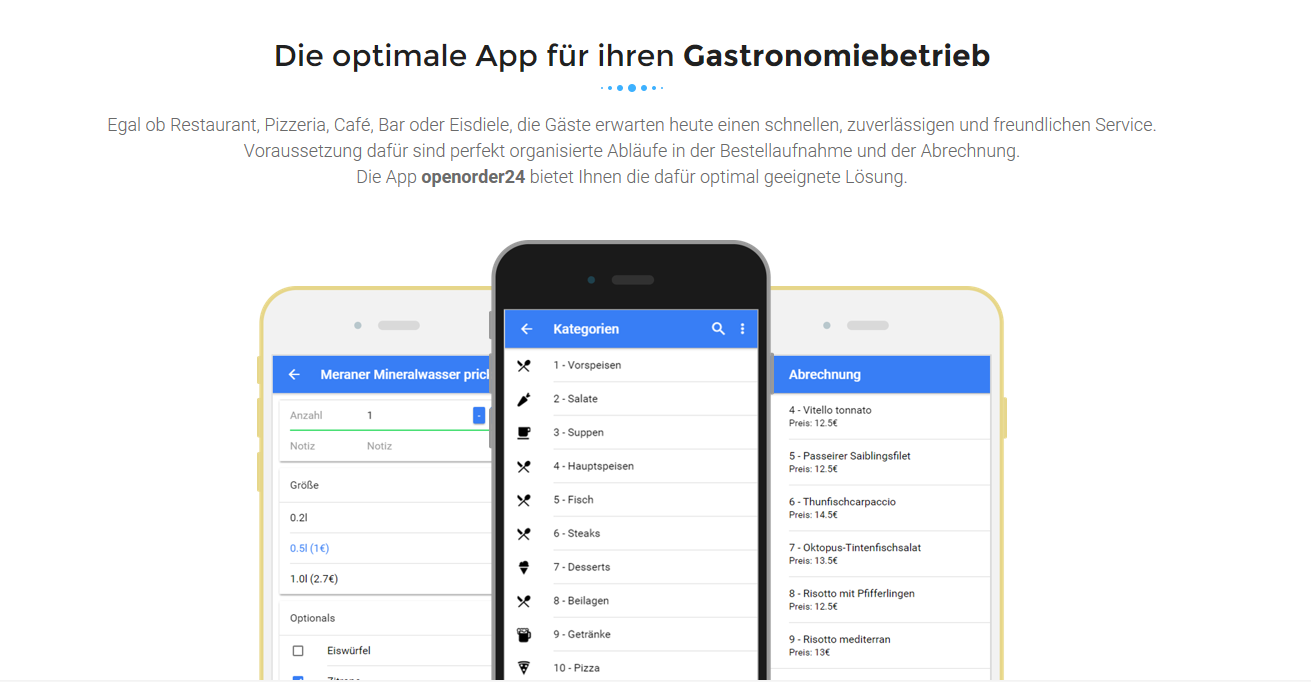 Die optimale App für ihren Gastronomiebetrieb
Egal ob Restaurant, Pizzeria, Café, Bar oder Eisdiele, die Gäste erwarten heute einen schnellen, zuverlässigen und freundlichen Service.
Voraussetzung dafür sind perfekt organisierte Abläufe in der Bestellaufnahme und der Abrechnung.
Die App openorder24 bietet Ihnen die dafür optimal geeignete Lösung.
Meraner Mineralwasser prick
Anzahl 1 -
Notiz Notiz
Größe
0.2l
0.5l (1€)
1.0l (2.7€)
Optionals
Eiswürfel
Zitrone
Kategorien
1 - Vorspeisen
2 - Salate
3 - Suppen
4 - Hauptspeisen
5 - Fisch
6 - Steaks
7 - Desserts
8 - Beilagen
9 - Getränke
10 - Pizza
Abrechnung
4 - Vitello tonnato
Preis: 12.5€
5 - Passeirer Saiblingsfilet
Preis: 12.5€
6 - Thunfischcarpaccio
Preis: 14.5€
7 - Oktopus-Tintenfischsalat
Preis: 13.5€
8 - Risotto mit Pfifferlingen
Preis: 12.5€
9 - Risotto mediterran
Preis: 13€